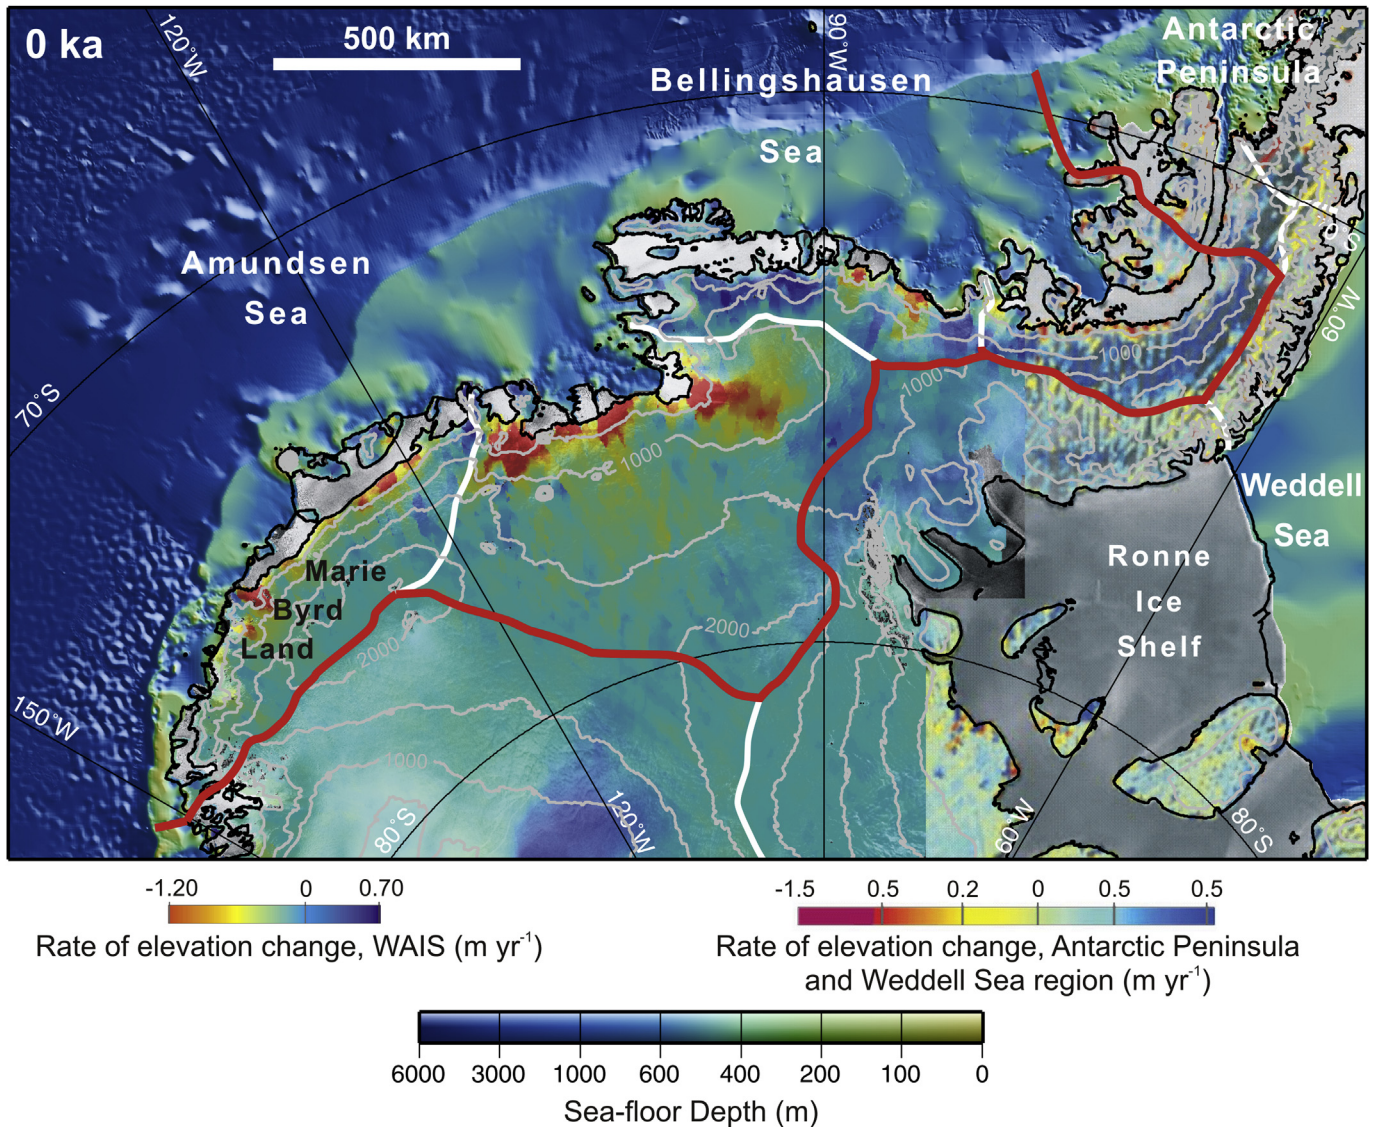 0 ka
500 km
120°W
90°W
Antarctic
Peninsula
Bellingshausen
Sea
Amundsen
Sea
70°S
60°W
1000
1000
1000
Weddell
Sea
Marie
Byrd
Land
2000
2000
Ronne
Ice
Shelf
150°W
1000
80°S
120°W
60°W
80°S
-1.20 0 0.70
Rate of elevation change, WAIS (m yr⁻¹)
-1.5 0.5 0.2 0 0.5 0.5
Rate of elevation change, Antarctic Peninsula
and Weddell Sea region (m yr⁻¹)
6000 3000 1000 600 400 200 100 0
Sea-floor Depth (m)